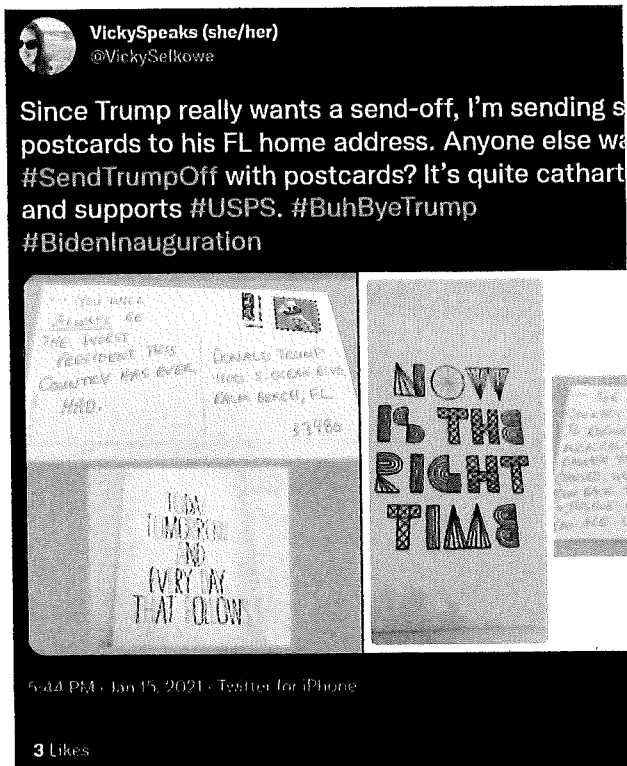 VickySpeaks (she/her)
@VickySelkowe
Since Trump really wants a send-off, I'm sending s
postcards to his FL home address. Anyone else wa
#SendTrumpOff with postcards? It's quite cathart
and supports #USPS. #BuhByeTrump
#BidenInauguration
YOU WILL
ALWAYS BE
THE WORST
PRESIDENT THIS
COUNTRY HAS EVER
HAD.
DONALD TRUMP
1100 S. OCEAN BLVD
PALM BEACH, FL
33480
TODAY
TOMORROW
AND
EVERY DAY
THAT FOLLOWS
NOW
IS THE
RIGHT
TIME
5:44 PM · Jan 15, 2021 · Twitter for iPhone
3 Likes